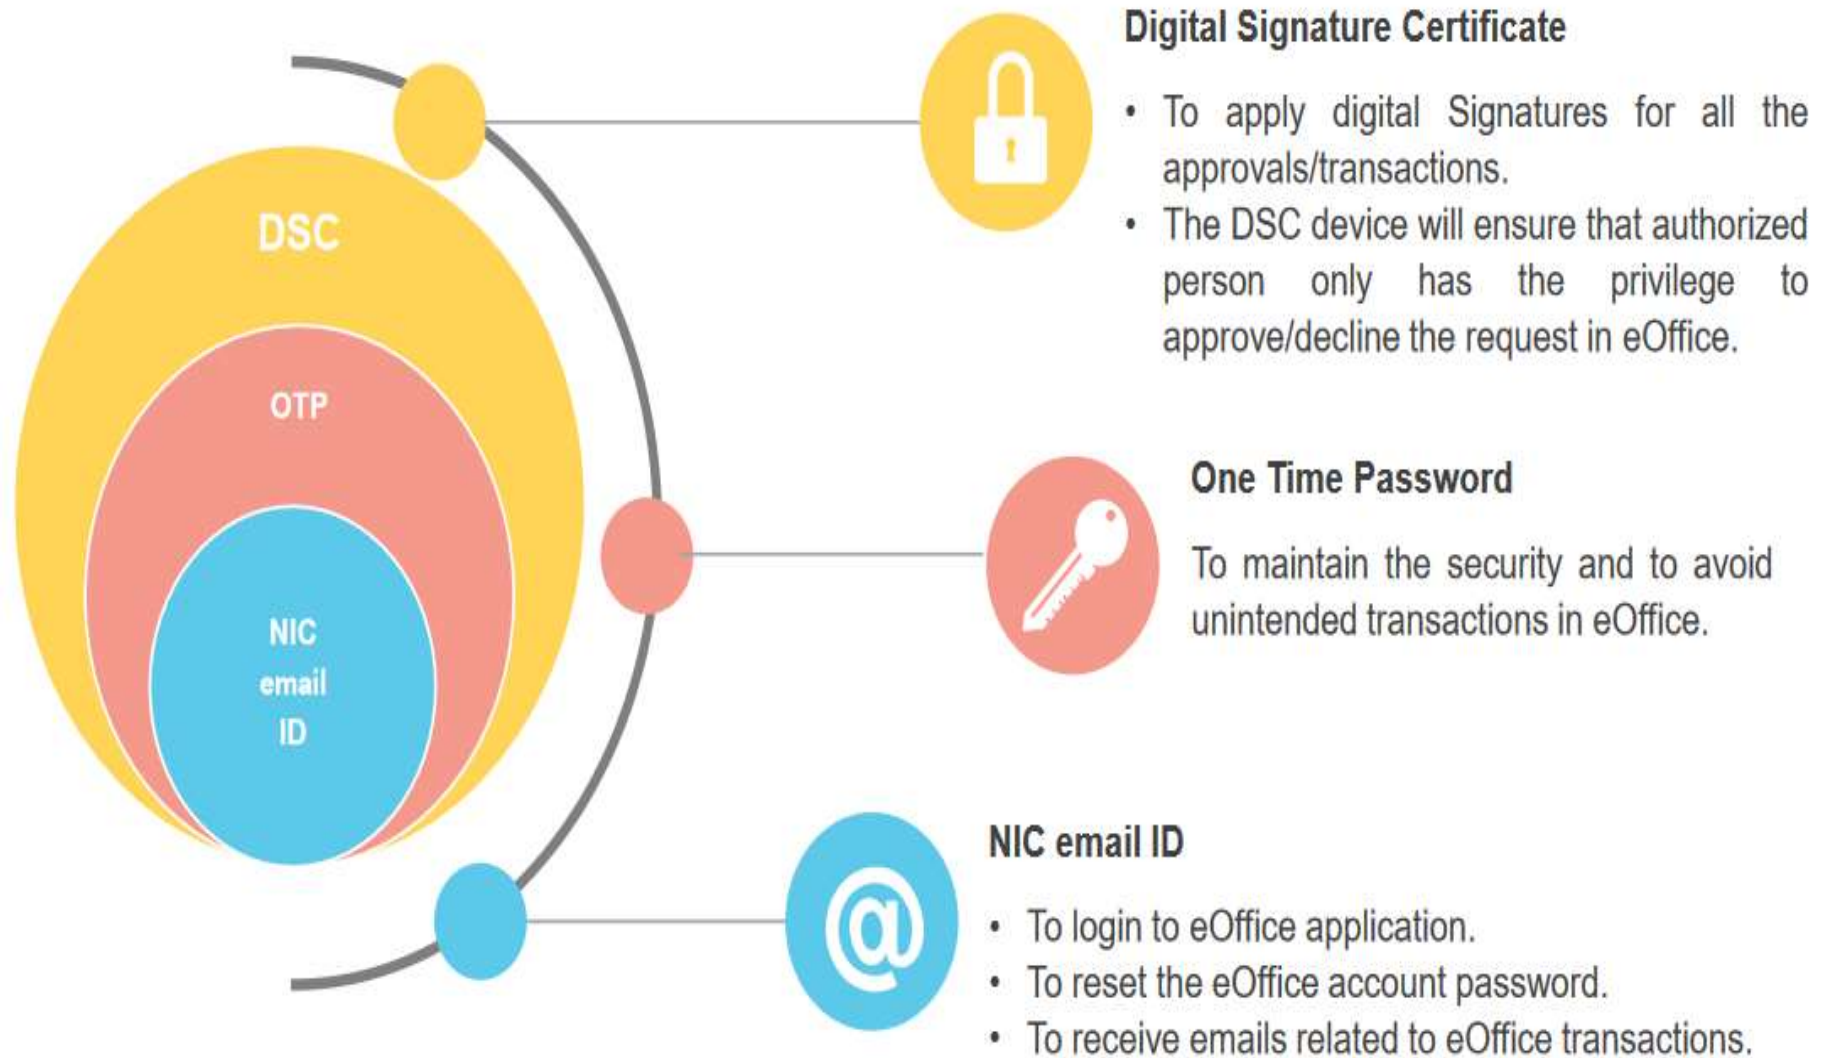 DSC
OTP
NIC
email
ID
Digital Signature Certificate
• To apply digital Signatures for all the
approvals/transactions.
• The DSC device will ensure that authorized
person only has the privilege to
approve/decline the request in eOffice.
One Time Password
To maintain the security and to avoid
unintended transactions in eOffice.
@
NIC email ID
• To login to eOffice application.
• To reset the eOffice account password.
• To receive emails related to eOffice transactions.